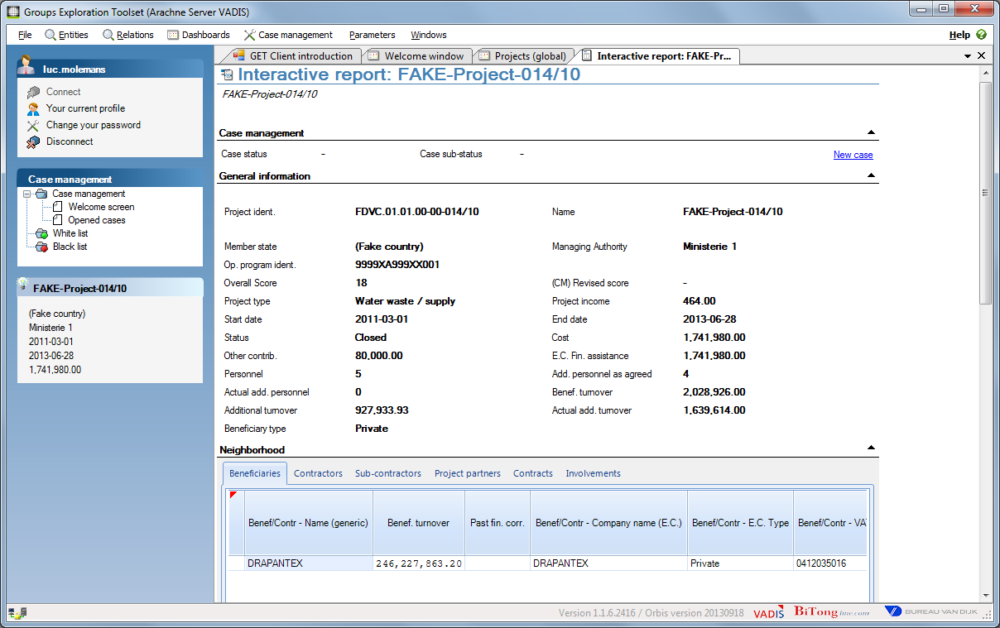 Groups Exploration Toolset (Arachne Server VADIS)
File Entities Relations Dashboards Case management Parameters Windows Help
luc.molemans
Connect
Your current profile
Change your password
Disconnect
Case management
Case management
Welcome screen
Opened cases
White list
Black list
FAKE-Project-014/10
(Fake country)
Ministerie 1
2011-03-01
2013-06-28
1,741,980.00
GET Client introduction Welcome window Projects (global) Interactive report: FAKE-Pr...
Interactive report: FAKE-Project-014/10
FAKE-Project-014/10
Case management
Case status - Case sub-status - New case
General information
Project ident. FDVC.01.01.00-00-014/10 Name FAKE-Project-014/10
Member state (Fake country) Managing Authority Ministerie 1
Op. program ident. 9999XA999XX001
Overall Score 18 (CM) Revised score -
Project type Water waste / supply Project income 464.00
Start date 2011-03-01 End date 2013-06-28
Status Closed Cost 1,741,980.00
Other contrib. 80,000.00 E.C. Fin. assistance 1,741,980.00
Personnel 5 Add. personnel as agreed 4
Actual add. personnel 0 Benef. turnover 2,028,926.00
Additional turnover 927,933.93 Actual add. turnover 1,639,614.00
Beneficiary type Private
Neighborhood
Beneficiaries Contractors Sub-contractors Project partners Contracts Involvements
Benef/Contr - Name (generic) Benef. turnover Past fin. corr. Benef/Contr - Company name (E.C.) Benef/Contr - E.C. Type Benef/Contr - VA
DRAPANTEX 246,227,863.20 DRAPANTEX Private 0412035016
Version 1.1.6.2416 / Orbis version 20130918 VADIS BiTong line.com BUREAU VAN DIJK